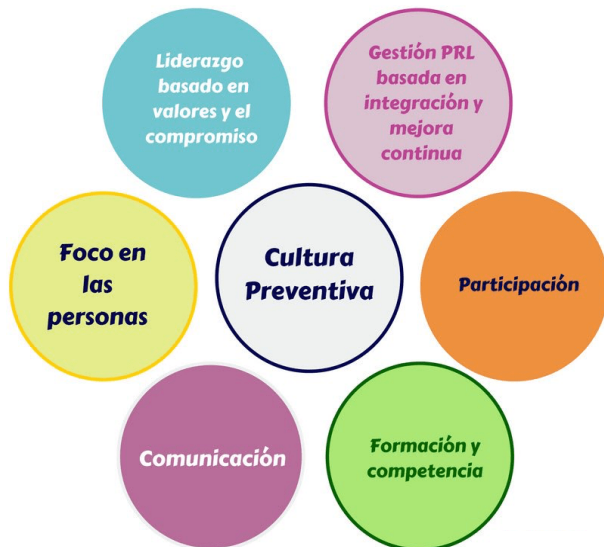 Liderazgo
basado en
valores y el
compromiso
Gestión PRL
basada en
integración y
mejora
continua
Foco en
las
personas
Cultura
Preventiva
Participación
Comunicación
Formación y
competencia